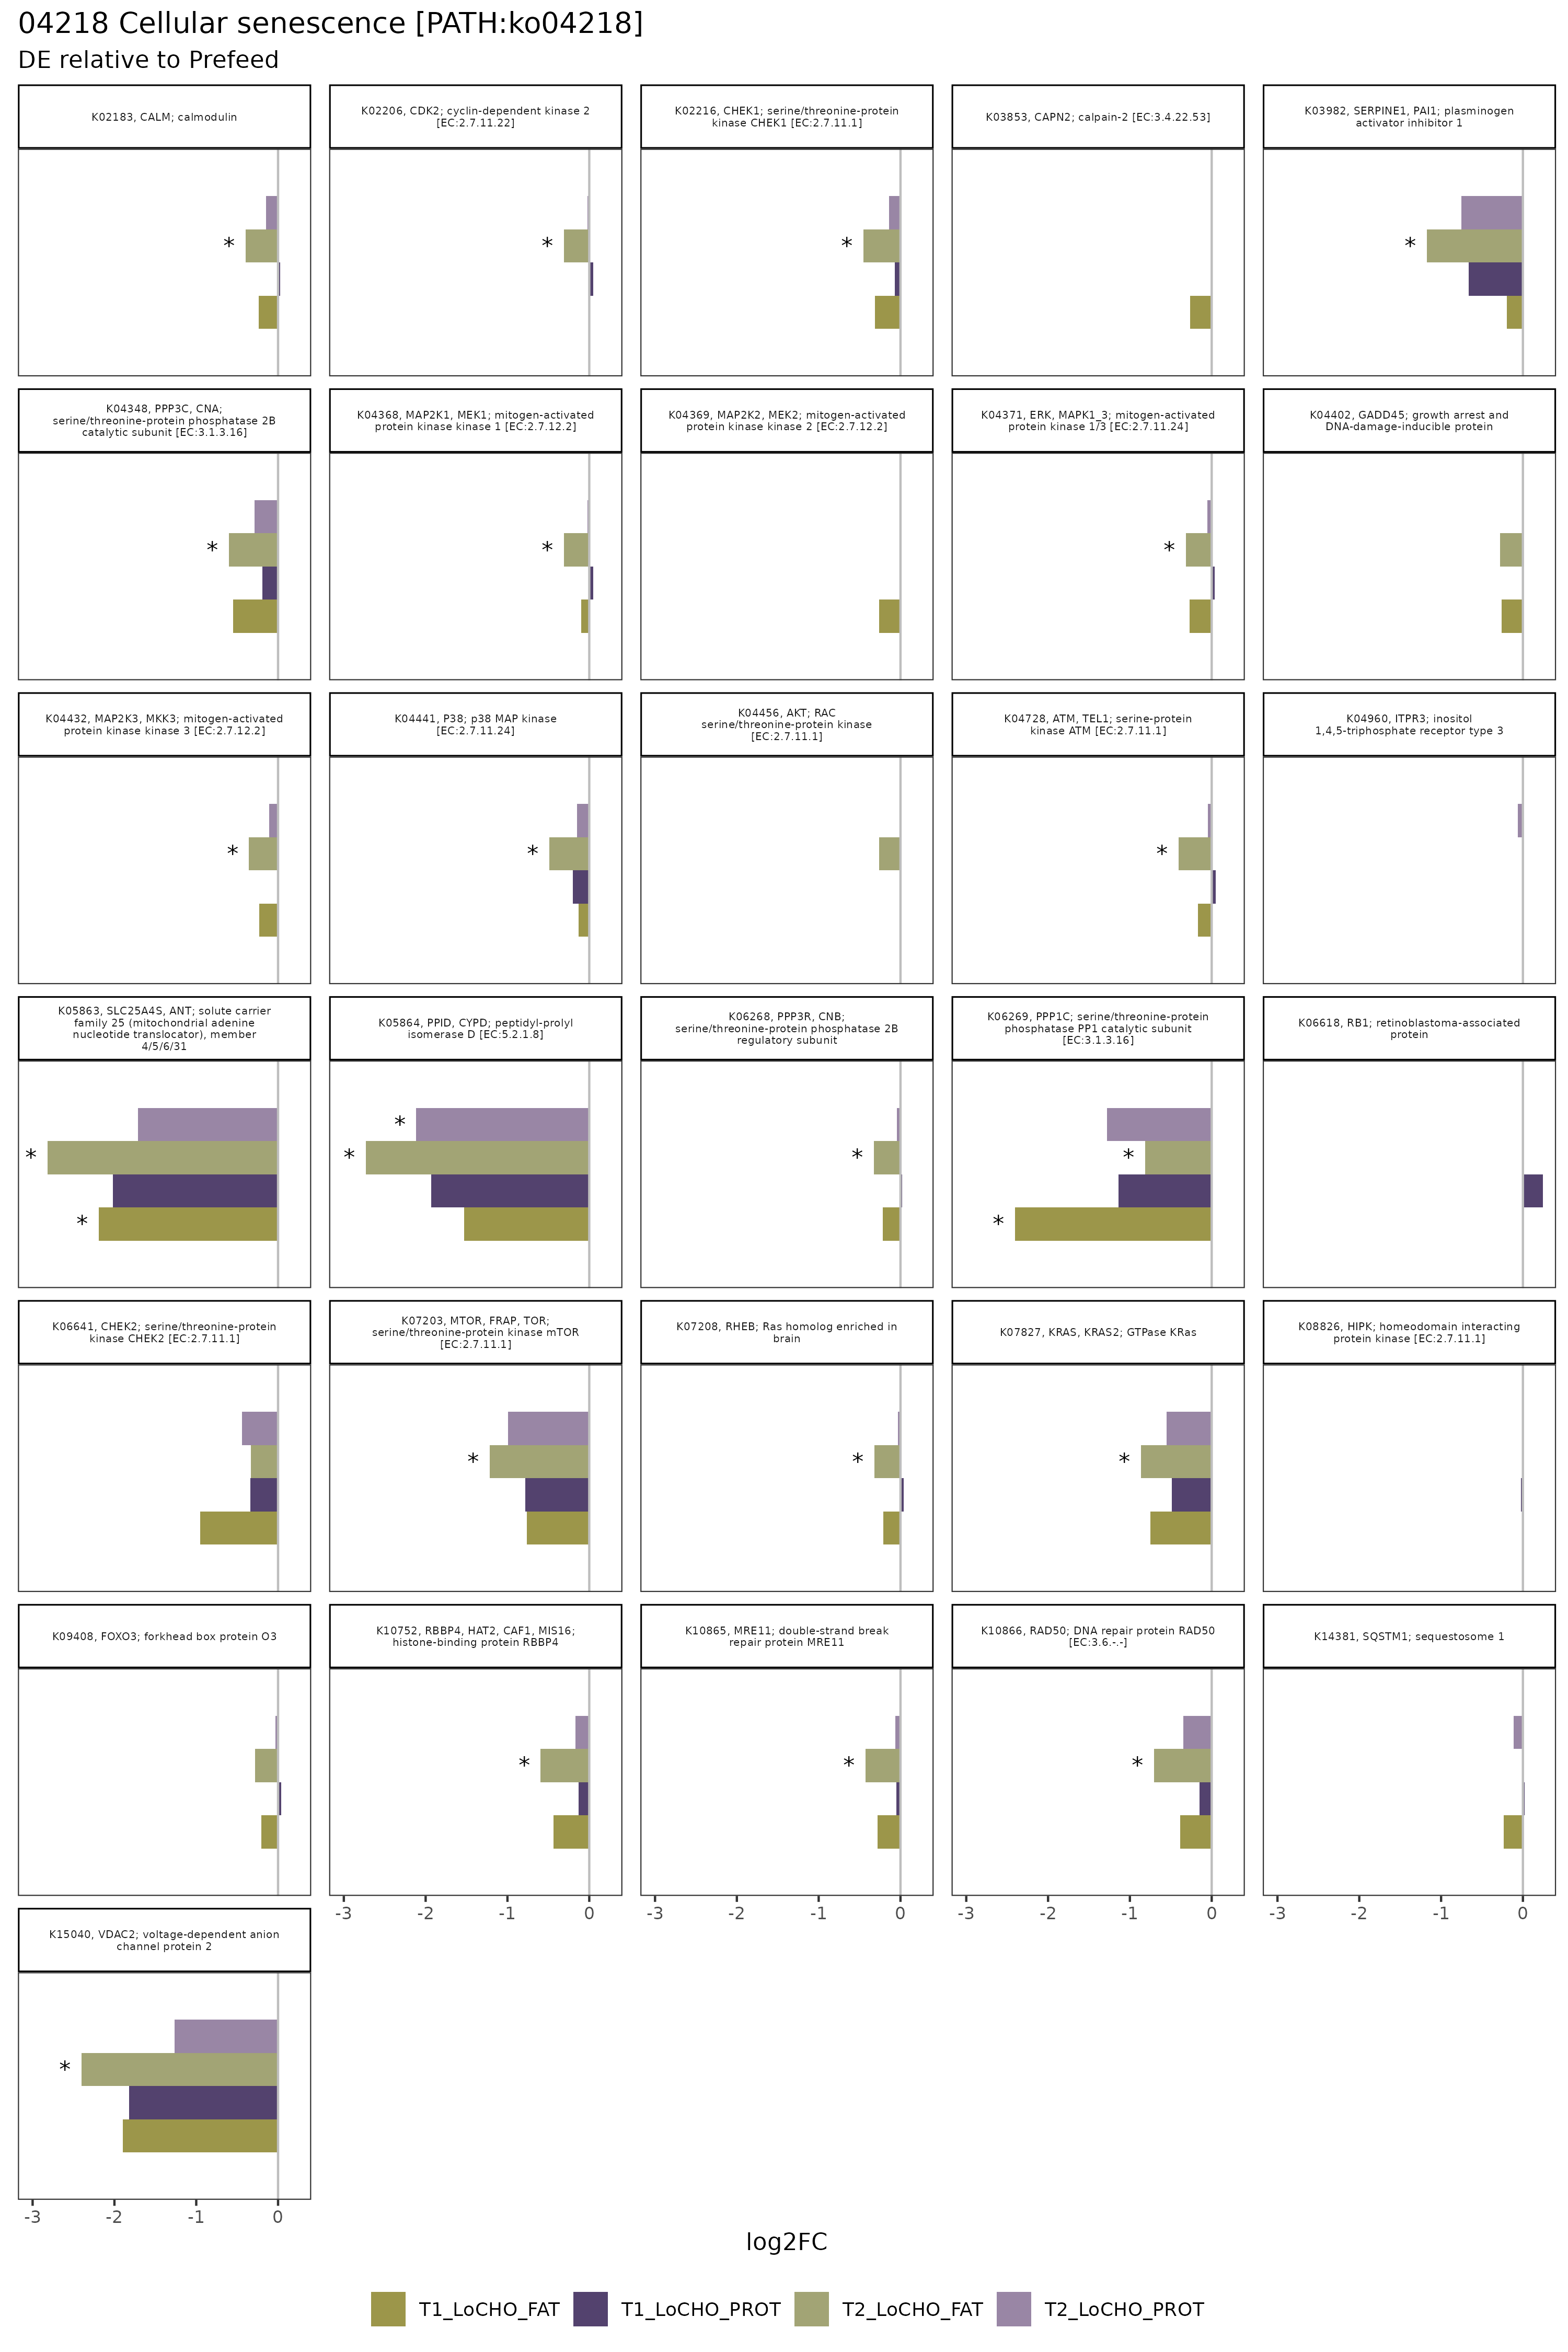 04218 Cellular senescence [PATH:ko04218]
DE relative to Prefeed
K02183, CALM; calmodulin
K02206, CDK2; cyclin-dependent kinase 2
[EC:2.7.11.22]
K02216, CHEK1; serine/threonine-protein
kinase CHEK1 [EC:2.7.11.1]
K03853, CAPN2; calpain-2 [EC:3.4.22.53]
K03982, SERPINE1, PAI1; plasminogen
activator inhibitor 1
*
*
*
*
K04348, PPP3C, CNA;
serine/threonine-protein phosphatase 2B
catalytic subunit [EC:3.1.3.16]
K04368, MAP2K1, MEK1; mitogen-activated
protein kinase kinase 1 [EC:2.7.12.2]
K04369, MAP2K2, MEK2; mitogen-activated
protein kinase kinase 2 [EC:2.7.12.2]
K04371, ERK, MAPK1_3; mitogen-activated
protein kinase 1/3 [EC:2.7.11.24]
K04402, GADD45; growth arrest and
DNA-damage-inducible protein
*
*
*
K04432, MAP2K3, MKK3; mitogen-activated
protein kinase kinase 3 [EC:2.7.12.2]
K04441, P38; p38 MAP kinase
[EC:2.7.11.24]
K04456, AKT; RAC
serine/threonine-protein kinase
[EC:2.7.11.1]
K04728, ATM, TEL1; serine-protein
kinase ATM [EC:2.7.11.1]
K04960, ITPR3; inositol
1,4,5-triphosphate receptor type 3
*
*
*
K05863, SLC25A4S, ANT; solute carrier
family 25 (mitochondrial adenine
nucleotide translocator), member
4/5/6/31
K05864, PPID, CYPD; peptidyl-prolyl
isomerase D [EC:5.2.1.8]
K06268, PPP3R, CNB;
serine/threonine-protein phosphatase 2B
regulatory subunit
K06269, PPP1C; serine/threonine-protein
phosphatase PP1 catalytic subunit
[EC:3.1.3.16]
K06618, RB1; retinoblastoma-associated
protein
*
*
*
*
*
*
*
K06641, CHEK2; serine/threonine-protein
kinase CHEK2 [EC:2.7.11.1]
K07203, MTOR, FRAP, TOR;
serine/threonine-protein kinase mTOR
[EC:2.7.11.1]
K07208, RHEB; Ras homolog enriched in
brain
K07827, KRAS, KRAS2; GTPase KRas
K08826, HIPK; homeodomain interacting
protein kinase [EC:2.7.11.1]
*
*
*
K09408, FOXO3; forkhead box protein O3
K10752, RBBP4, HAT2, CAF1, MIS16;
histone-binding protein RBBP4
K10865, MRE11; double-strand break
repair protein MRE11
K10866, RAD50; DNA repair protein RAD50
[EC:3.6.-.-]
K14381, SQSTM1; sequestosome 1
*
*
*
-3 -2 -1 0
-3 -2 -1 0
-3 -2 -1 0
-3 -2 -1 0
K15040, VDAC2; voltage-dependent anion
channel protein 2
*
-3 -2 -1 0
log2FC
T1_LoCHO_FAT T1_LoCHO_PROT T2_LoCHO_FAT T2_LoCHO_PROT